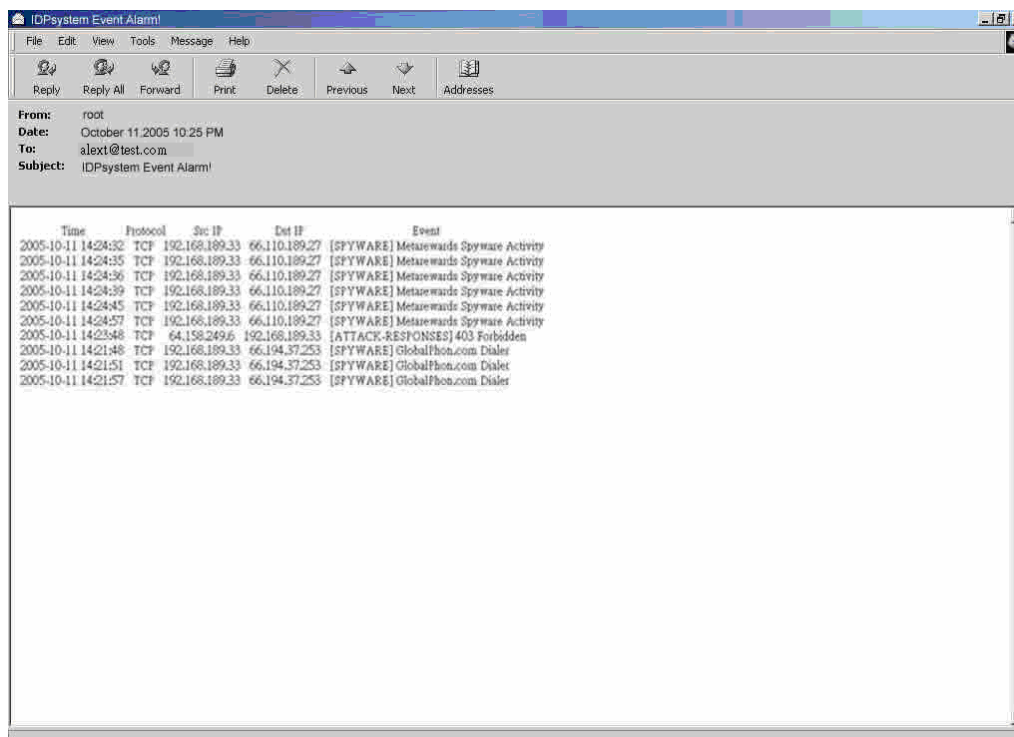 IDPsystem Event Alarm!
File Edit View Tools Message Help
Reply Reply All Forward Print Delete Previous Next Addresses
From: root
Date: October 11,2005 10:25 PM
To: alext@test.com
Subject: IDPsystem Event Alarm!
Time Protocol Src IP Dst IP Event
2005-10-11 14:24:32 TCP 192.168.189.33 66.110.189.27 [SPYWARE] Metarewards Spyware Activity
2005-10-11 14:24:35 TCP 192.168.189.33 66.110.189.27 [SPYWARE] Metarewards Spyware Activity
2005-10-11 14:24:36 TCP 192.168.189.33 66.110.189.27 [SPYWARE] Metarewards Spyware Activity
2005-10-11 14:24:39 TCP 192.168.189.33 66.110.189.27 [SPYWARE] Metarewards Spyware Activity
2005-10-11 14:24:45 TCP 192.168.189.33 66.110.189.27 [SPYWARE] Metarewards Spyware Activity
2005-10-11 14:24:57 TCP 192.168.189.33 66.110.189.27 [SPYWARE] Metarewards Spyware Activity
2005-10-11 14:23:48 TCP 64.158.249.6 192.168.189.33 [ATTACK-RESPONSES] 403 Forbidden
2005-10-11 14:21:48 TCP 192.168.189.33 66.194.37.253 [SPYWARE] GlobalPhon.com Dialer
2005-10-11 14:21:51 TCP 192.168.189.33 66.194.37.253 [SPYWARE] GlobalPhon.com Dialer
2005-10-11 14:21:57 TCP 192.168.189.33 66.194.37.253 [SPYWARE] GlobalPhon.com Dialer